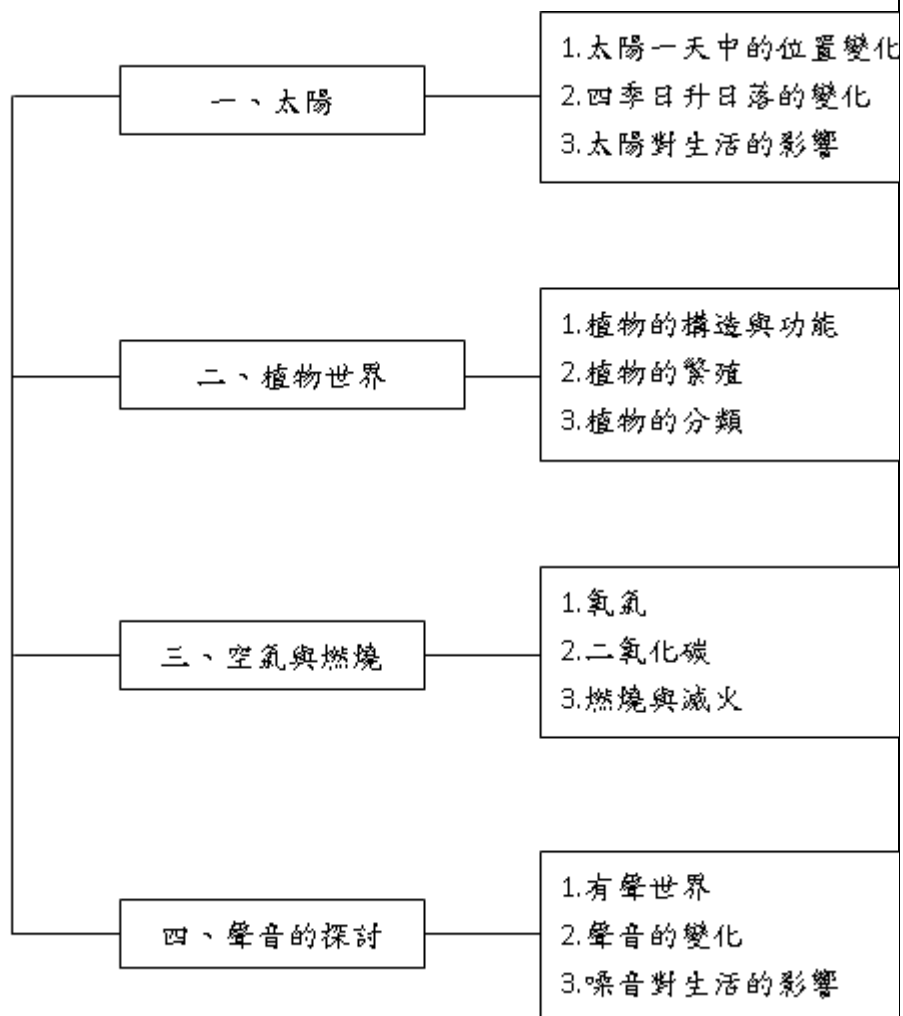 一、太陽
1.太陽一天中的位置變化
2.四季日升日落的變化
3.太陽對生活的影響
二、植物世界
1.植物的構造與功能
2.植物的繁殖
3.植物的分類
三、空氣與燃燒
1.氧氣
2.二氧化碳
3.燃燒與滅火
四、聲音的探討
1.有聲世界
2.聲音的變化
3.噪音對生活的影響